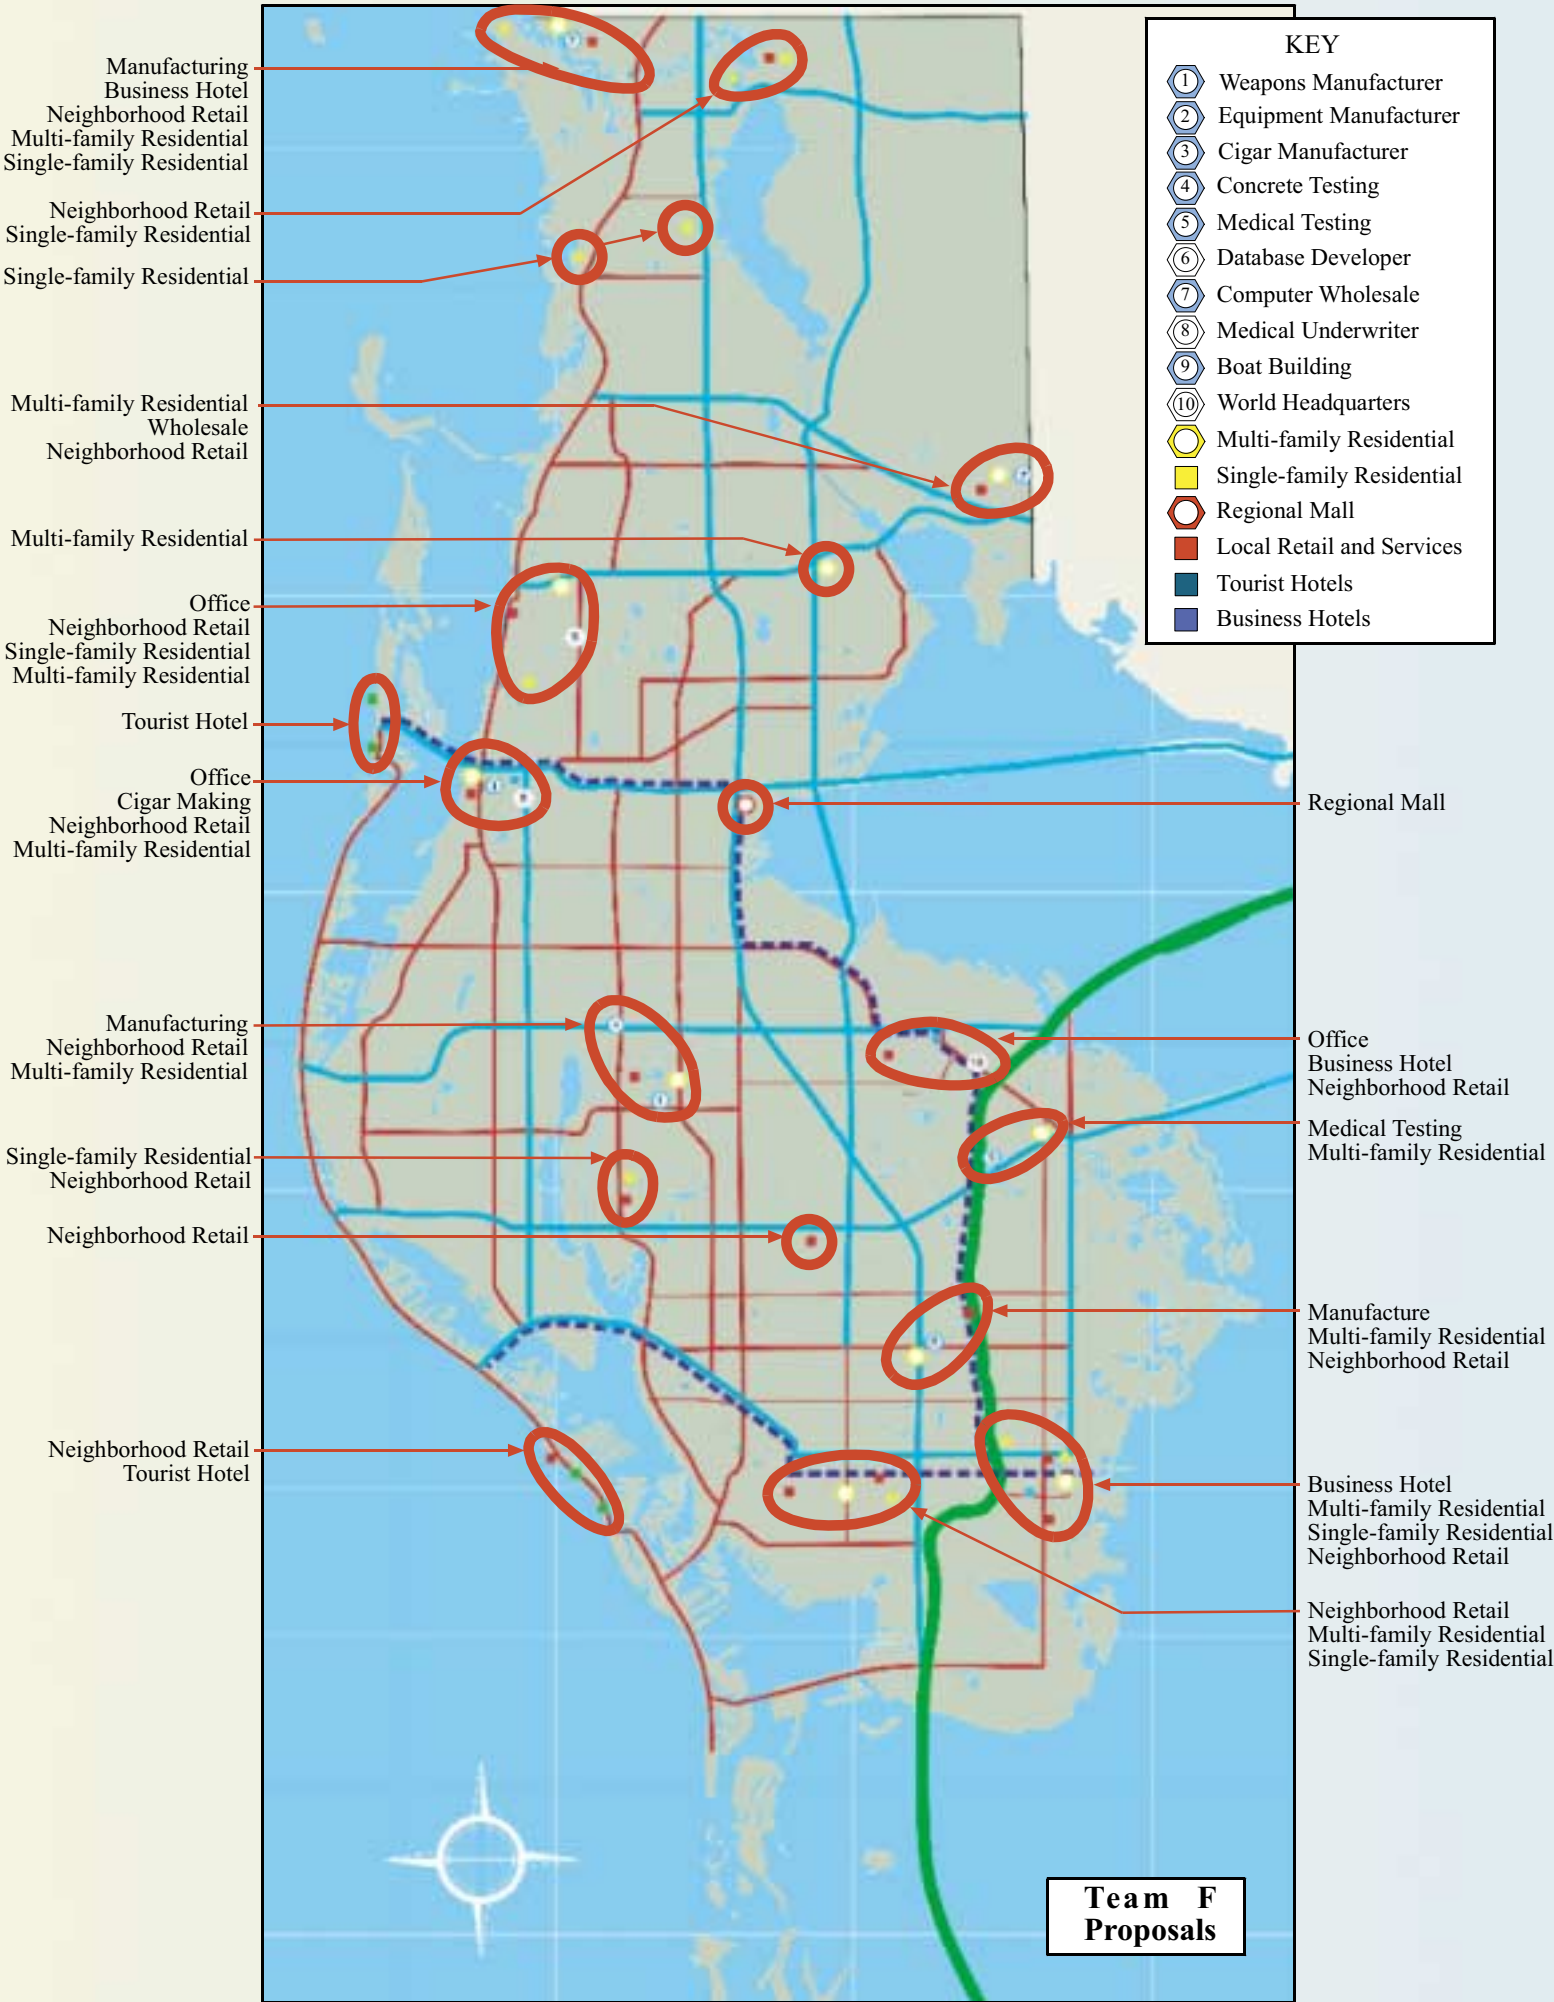 KEY
1 Weapons Manufacturer
2 Equipment Manufacturer
3 Cigar Manufacturer
4 Concrete Testing
5 Medical Testing
6 Database Developer
7 Computer Wholesale
8 Medical Underwriter
9 Boat Building
10 World Headquarters
Multi-family Residential
Single-family Residential
Regional Mall
Local Retail and Services
Tourist Hotels
Business Hotels
Manufacturing
Business Hotel
Neighborhood Retail
Multi-family Residential
Single-family Residential
Neighborhood Retail
Single-family Residential
Single-family Residential
Multi-family Residential
Wholesale
Neighborhood Retail
Multi-family Residential
Office
Neighborhood Retail
Single-family Residential
Multi-family Residential
Tourist Hotel
Office
Cigar Making
Neighborhood Retail
Multi-family Residential
Manufacturing
Neighborhood Retail
Multi-family Residential
Single-family Residential
Neighborhood Retail
Neighborhood Retail
Neighborhood Retail
Tourist Hotel
Regional Mall
Office
Business Hotel
Neighborhood Retail
Medical Testing
Multi-family Residential
Manufacture
Multi-family Residential
Neighborhood Retail
Business Hotel
Multi-family Residential
Single-family Residential
Neighborhood Retail
Neighborhood Retail
Multi-family Residential
Single-family Residential
Team F
Proposals